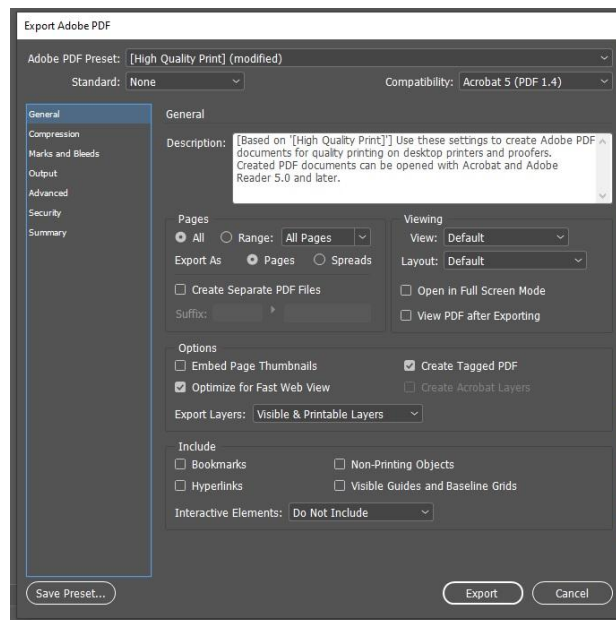 Export Adobe PDF
Adobe PDF Preset: [High Quality Print] (modified)
Standard: None Compatibility: Acrobat 5 (PDF 1.4)
General
Compression
Marks and Bleeds
Output
Advanced
Security
Summary
General
Description: [Based on '[High Quality Print]'] Use these settings to create Adobe PDF
documents for quality printing on desktop printers and proofers.
Created PDF documents can be opened with Acrobat and Adobe
Reader 5.0 and later.
Pages
All Range: All Pages
Export As Pages Spreads
Create Separate PDF Files
Suffix:
Viewing
View: Default
Layout: Default
Open in Full Screen Mode
View PDF after Exporting
Options
Embed Page Thumbnails Create Tagged PDF
Optimize for Fast Web View Create Acrobat Layers
Export Layers: Visible & Printable Layers
Include
Bookmarks Non-Printing Objects
Hyperlinks Visible Guides and Baseline Grids
Interactive Elements: Do Not Include
Save Preset... Export Cancel